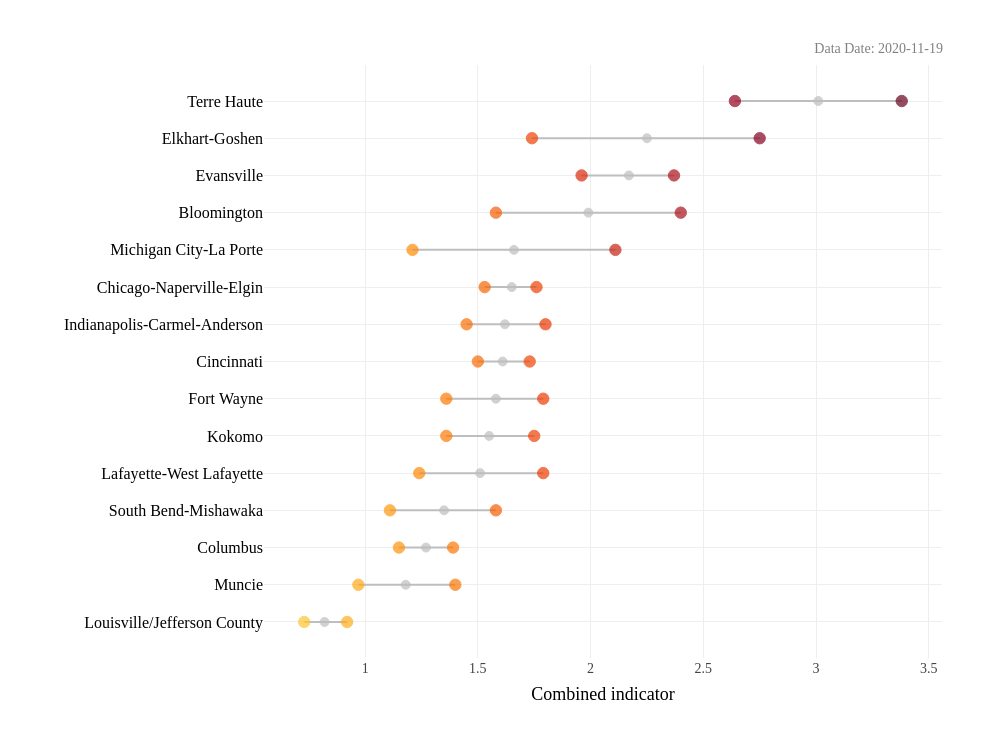 Data Date: 2020-11-19
Terre Haute
Elkhart-Goshen
Evansville
Bloomington
Michigan City-La Porte
Chicago-Naperville-Elgin
Indianapolis-Carmel-Anderson
Cincinnati
Fort Wayne
Kokomo
Lafayette-West Lafayette
South Bend-Mishawaka
Columbus
Muncie
Louisville/Jefferson County
1 1.5 2 2.5 3 3.5
Combined indicator